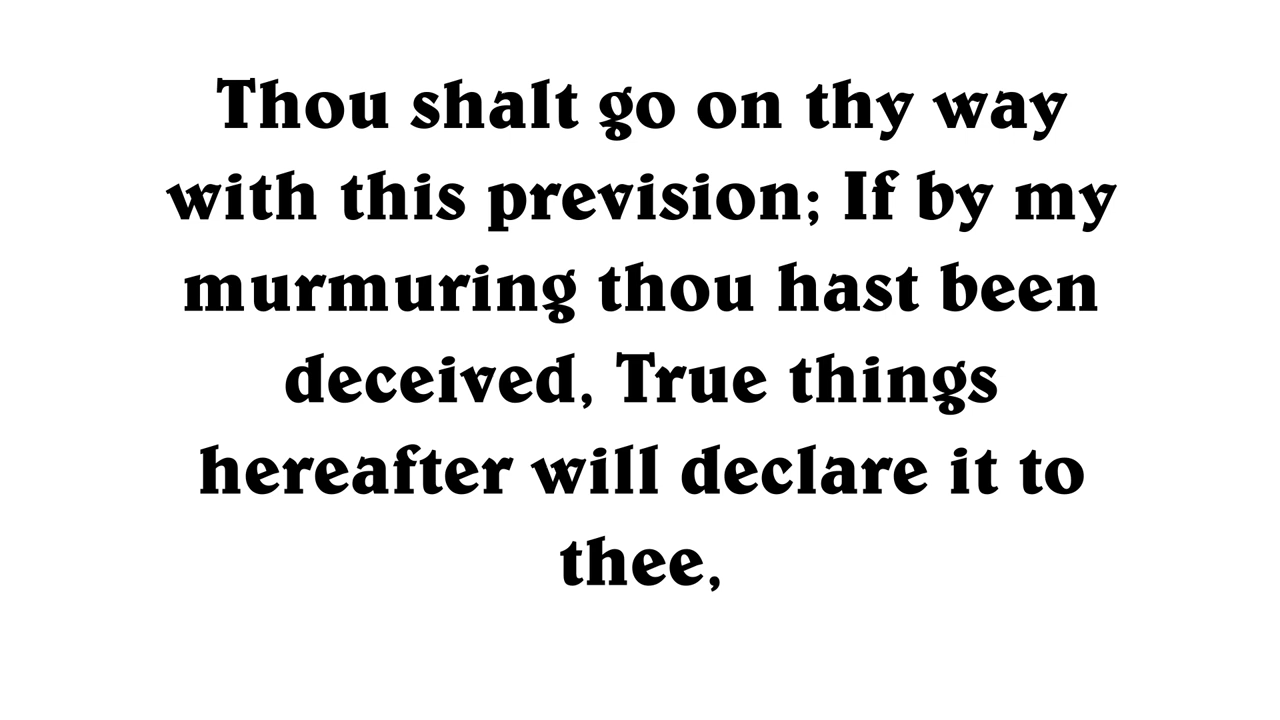 Thou shalt go on thy way
with this prevision; If by my
murmuring thou hast been
deceived, True things
hereafter will declare it to
thee,